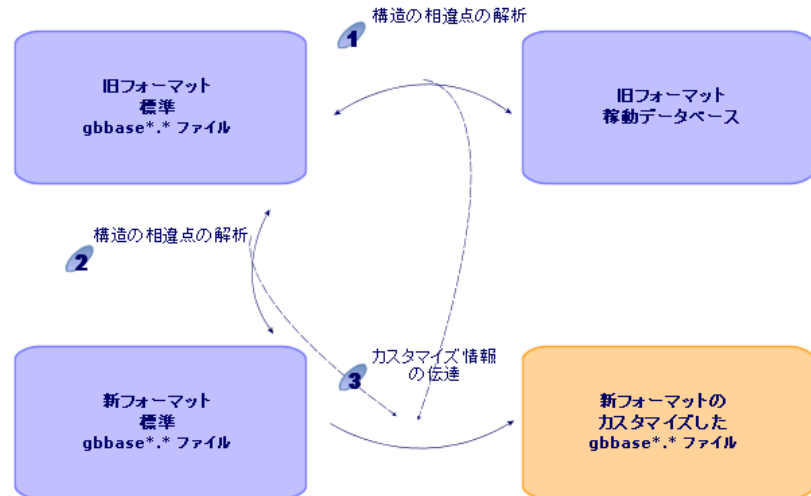 構造の相違点の解析
1
旧フォーマット
標準
gbbase*.* ファイル
旧フォーマット
稼動データベース
構造の相違点の解析
2
カスタマイズ情報
の伝達
3
新フォーマット
標準
gbbase*.* ファイル
新フォーマットの
カスタマイズした
gbbase*.* ファイル